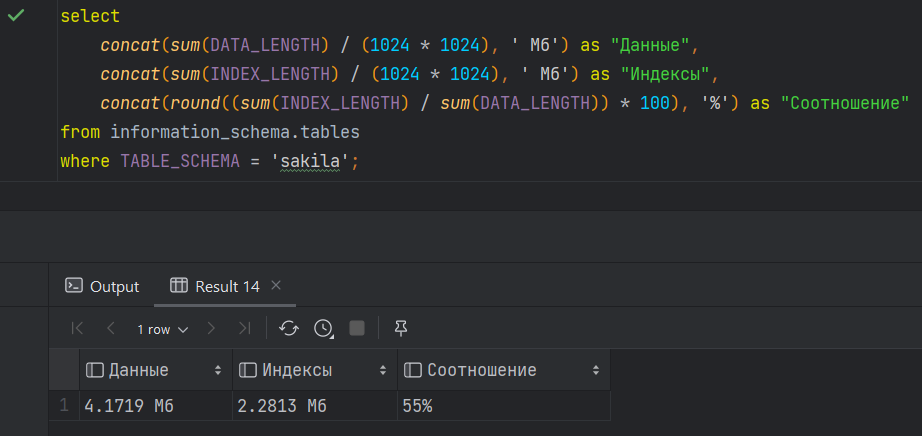 select
concat(sum(DATA_LENGTH) / (1024 * 1024), ' Мб') as "Данные",
concat(sum(INDEX_LENGTH) / (1024 * 1024), ' Мб') as "Индексы",
concat(round((sum(INDEX_LENGTH) / sum(DATA_LENGTH)) * 100), '%') as "Соотношение"
from information_schema.tables
where TABLE_SCHEMA = 'sakila';
Output Result 14
1 row
Данные Индексы Соотношение
1 4.1719 Мб 2.2813 Мб 55%